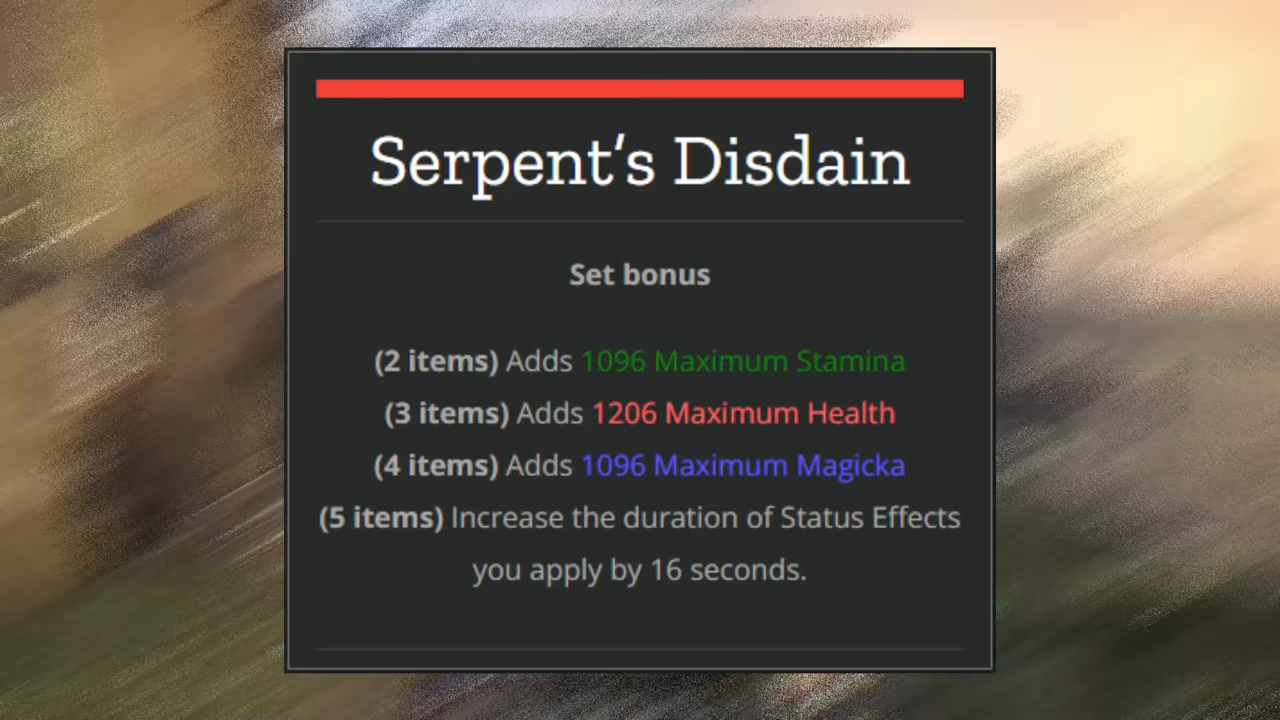 Serpent's Disdain
Set bonus
(2 items) Adds 1096 Maximum Stamina
(3 items) Adds 1206 Maximum Health
(4 items) Adds 1096 Maximum Magicka
(5 items) Increase the duration of Status Effects
you apply by 16 seconds.